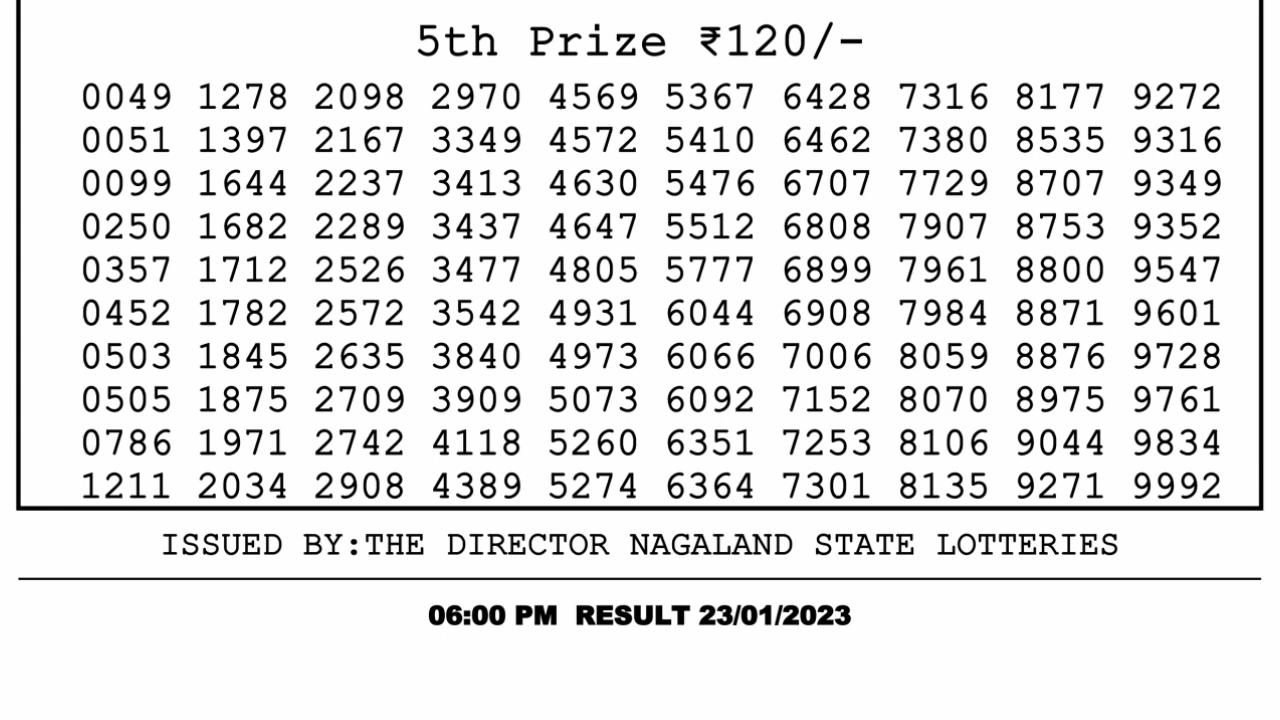 5th Prize ₹120/-
0049 1278 2098 2970 4569 5367 6428 7316 8177 9272
0051 1397 2167 3349 4572 5410 6462 7380 8535 9316
0099 1644 2237 3413 4630 5476 6707 7729 8707 9349
0250 1682 2289 3437 4647 5512 6808 7907 8753 9352
0357 1712 2526 3477 4805 5777 6899 7961 8800 9547
0452 1782 2572 3542 4931 6044 6908 7984 8871 9601
0503 1845 2635 3840 4973 6066 7006 8059 8876 9728
0505 1875 2709 3909 5073 6092 7152 8070 8975 9761
0786 1971 2742 4118 5260 6351 7253 8106 9044 9834
1211 2034 2908 4389 5274 6364 7301 8135 9271 9992
ISSUED BY:THE DIRECTOR NAGALAND STATE LOTTERIES
06:00 PM RESULT 23/01/2023